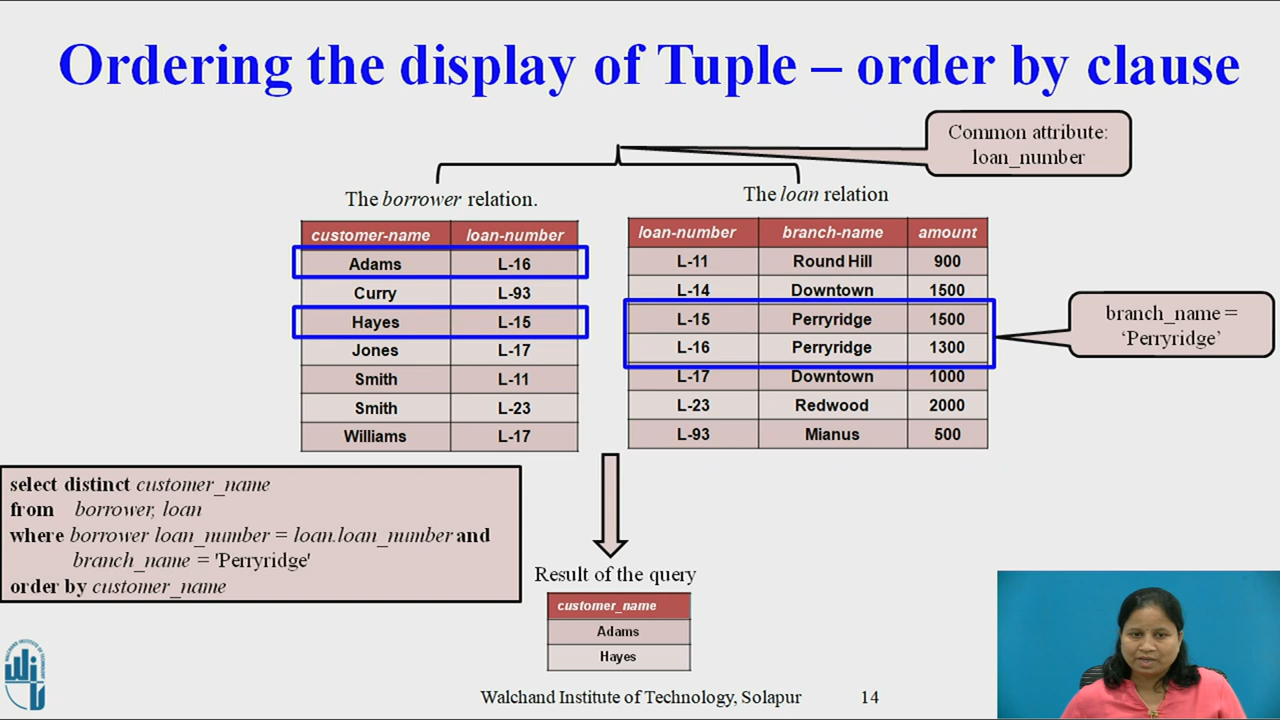 Ordering the display of Tuple – order by clause
Common attribute:
loan_number
The borrower relation.
The loan relation
customer-name loan-number
Adams L-16
Curry L-93
Hayes L-15
Jones L-17
Smith L-11
Smith L-23
Williams L-17
loan-number branch-name amount
L-11 Round Hill 900
L-14 Downtown 1500
L-15 Perryridge 1500
L-16 Perryridge 1300
L-17 Downtown 1000
L-23 Redwood 2000
L-93 Mianus 500
branch_name =
‘Perryridge’
select distinct customer_name
from borrower, loan
where borrower loan_number = loan.loan_number and
branch_name = 'Perryridge'
order by customer_name
Result of the query
customer_name
Adams
Hayes
Walchand Institute of Technology, Solapur 14